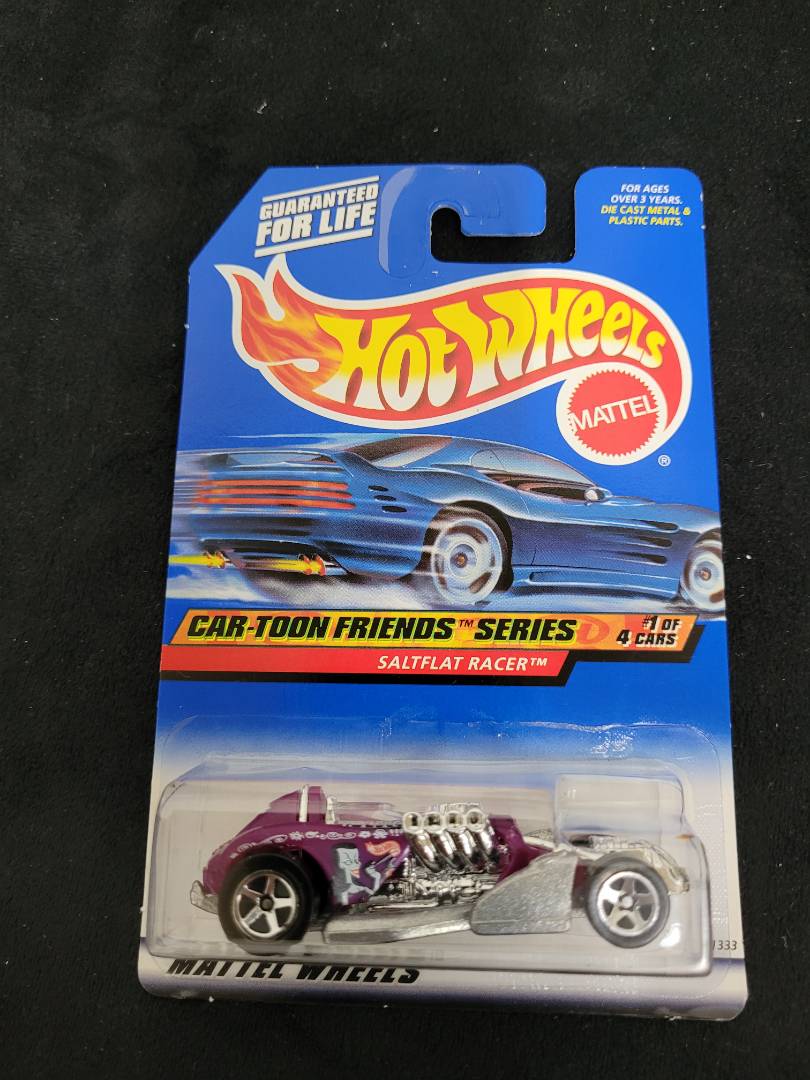 GUARANTEED
FOR LIFE
FOR AGES
OVER 3 YEARS.
DIE CAST METAL &
PLASTIC PARTS.
HOT WHEELS
MATTEL
®
CAR-TOON FRIENDS™ SERIES
#1 OF
4 CARS
SALTFLAT RACER™
1333
MATTEL WHEELS